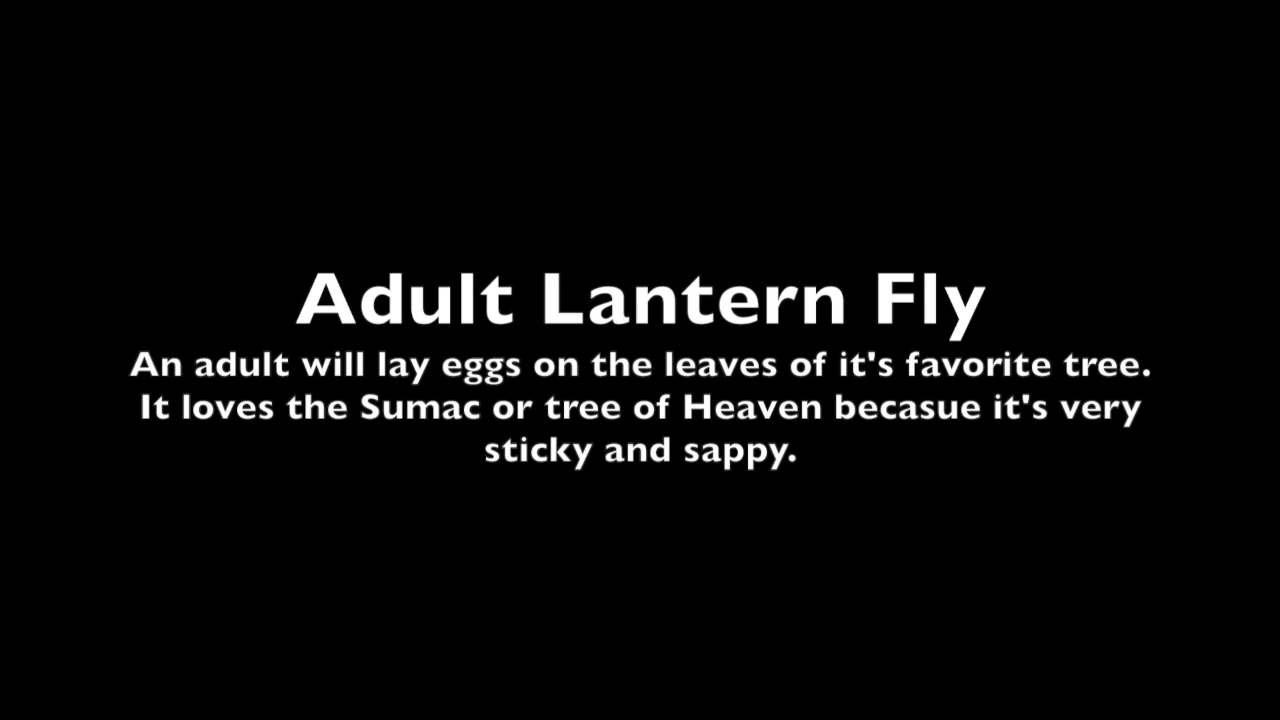 Adult Lantern Fly
An adult will lay eggs on the leaves of it's favorite tree.
It loves the Sumac or tree of Heaven becasue it's very
sticky and sappy.